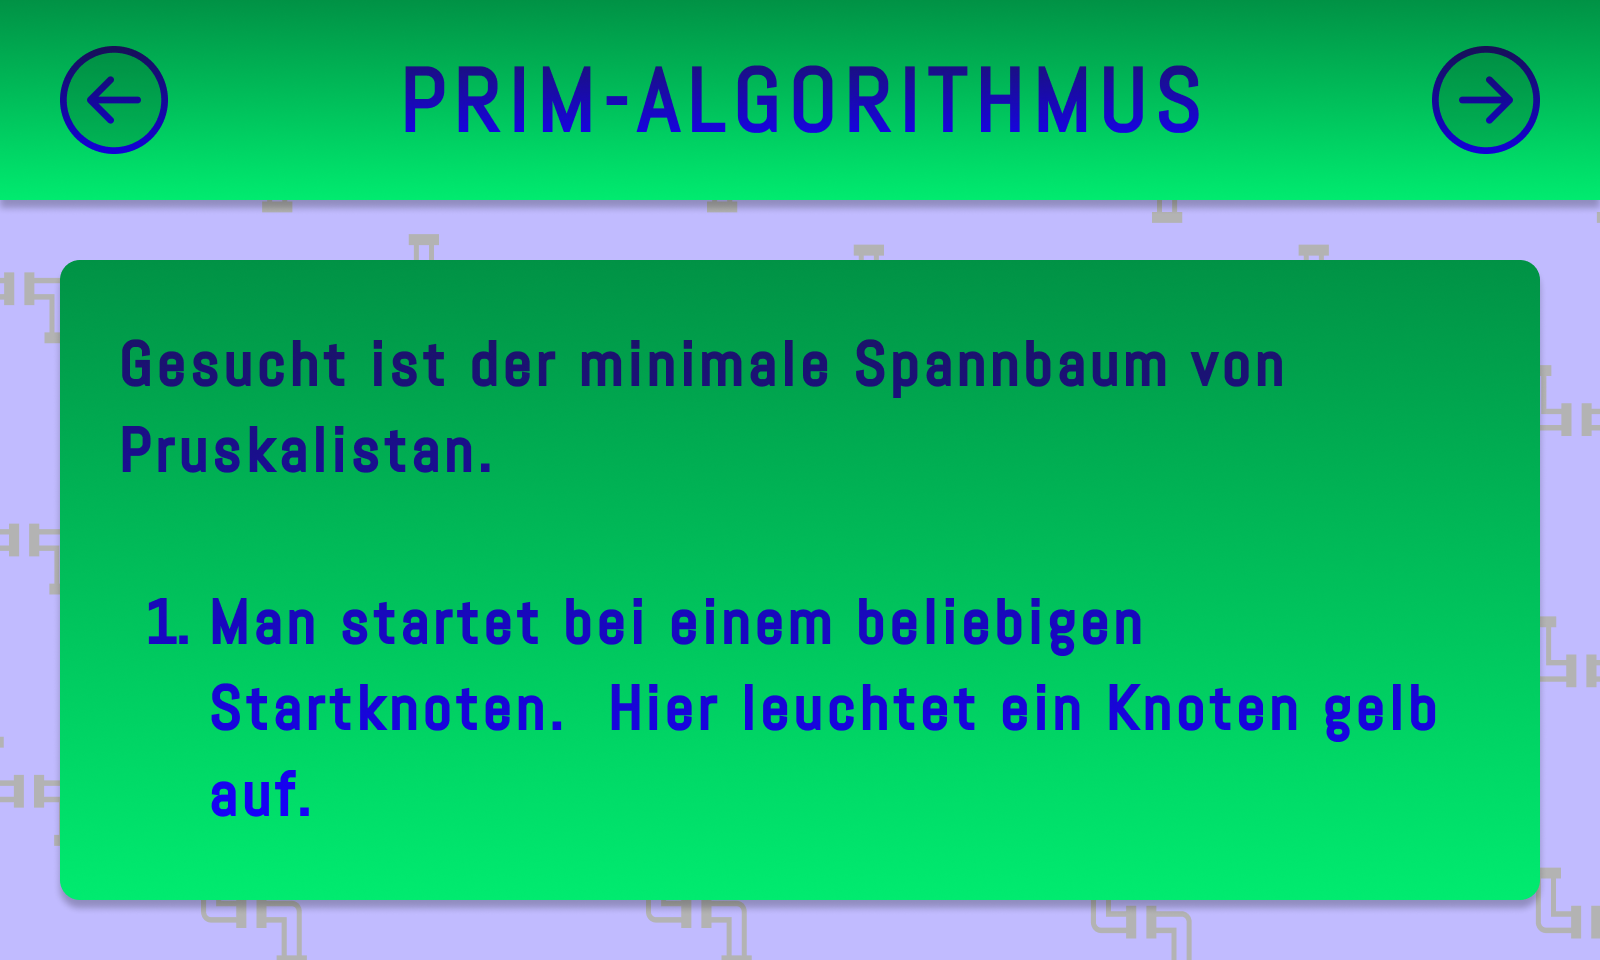 PRIM-ALGORITHMUS
Gesucht ist der minimale Spannbaum von
Pruskalistan.
1. Man startet bei einem beliebigen
Startknoten. Hier leuchtet ein Knoten gelb
auf.